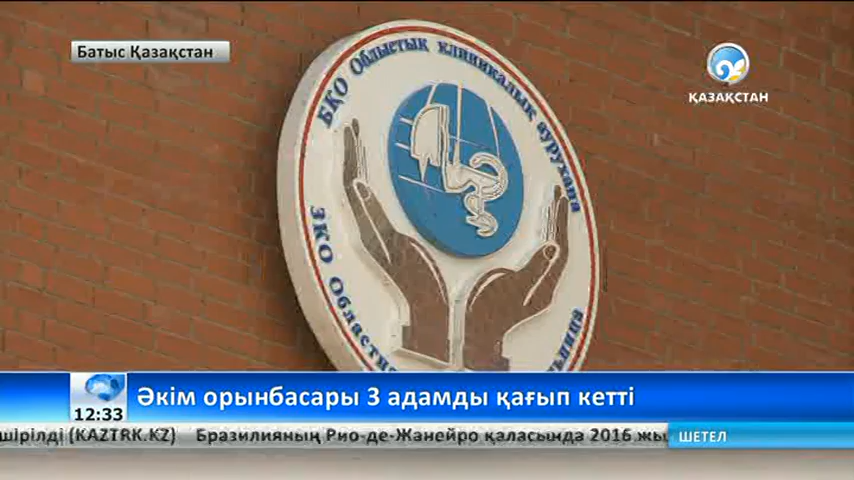 Батыс Қазақстан
ҚАЗАҚСТАН
БҚО Облыстық клиникалық аурухана
ЗКО Областная
Әкім орынбасары 3 адамды қағып кетті
12:33
шірілді (KAZTRK.KZ) Бразилияның Рио-де-Жанейро қаласында 2016 жы
ШЕТЕЛ